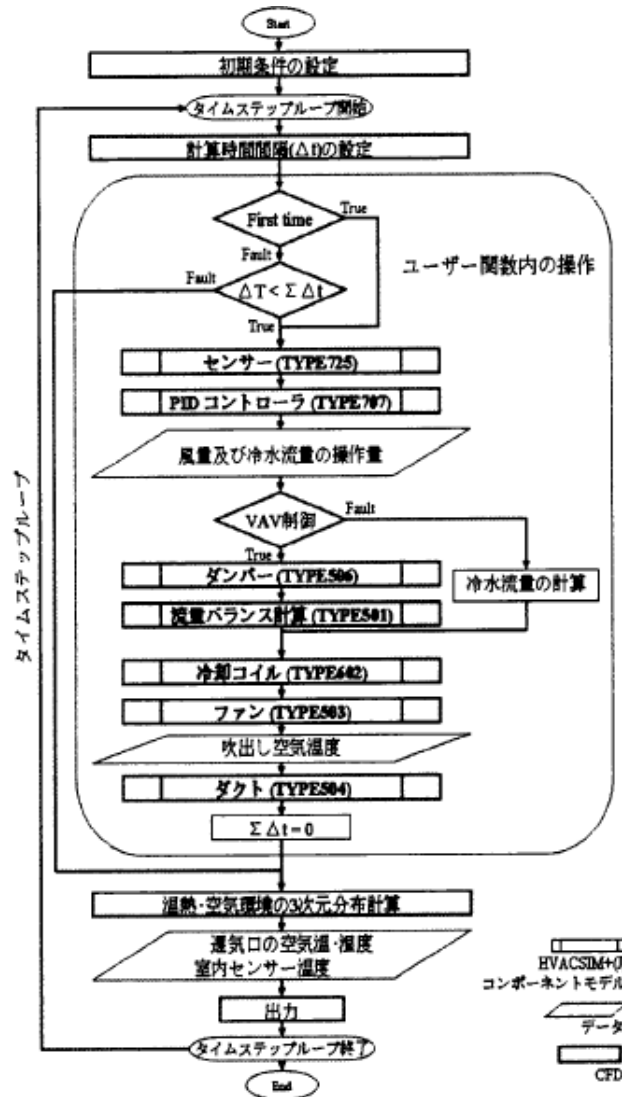 Start
初期条件の設定
タイムステップループ開始
計算時間間隔(Δt)の設定
First time
True
Fault
ユーザー関数内の操作
Fault
ΔT<ΣΔt
True
センサー(TYPE725)
PIDコントローラ(TYPE707)
風量及び冷水流量の操作量
VAV制御
Fault
True
ダンパー(TYPE506)
冷水流量の計算
流量バランス計算(TYPE501)
タイムステップループ
冷却コイル(TYPE602)
ファン(TYPE503)
吹出し空気温度
ダクト(TYPE504)
ΣΔt=0
温熱・空気環境の3次元分布計算
還気口の空気温・湿度
室内センサー温度
HVACSIM+(J
コンポーネントモデル
出力
データ
タイムステップループ終了
CFD
End